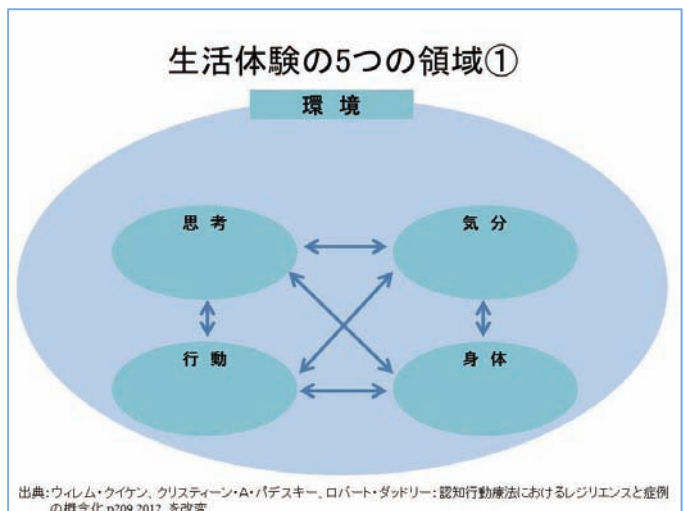 生活体験の5つの領域①
環 境
思 考
気 分
行 動
身 体
出典:ウィレム・クイケン、クリスティーン・A・パデスキー、ロバート・ダッドリー:認知行動療法におけるレジリエンスと症例
の概念化,p209,2012, を改変